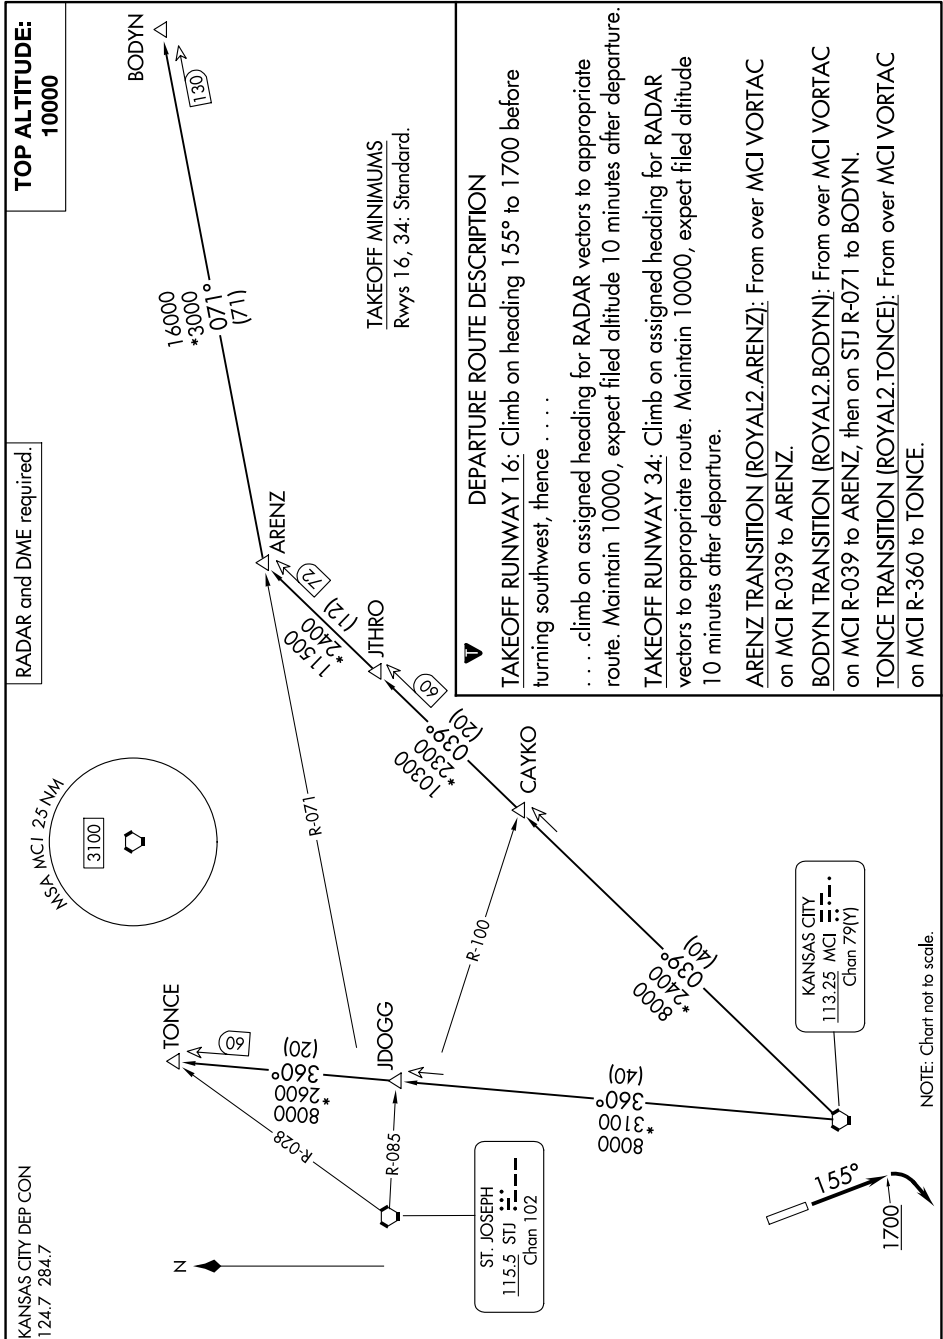 KANSAS CITY DEP CON
124.7 284.7
RADAR and DME required.
TOP ALTITUDE:
10000
MSA MCI 25 NM
3100
N
TONCE
60
8000
*2600
360°
(20)
R-028
JDOGG
R-085
ST. JOSEPH
115.5 STJ
Chan 102
8000
*3100
360°
(40)
R-071
R-100
BODYN
130
16000
*3000
071°
(71)
ARENZ
72
11500
*2400
(12)
JTHRO
60
10300
*2300
039°
(20)
CAYKO
8000
*2400
039°
(40)
KANSAS CITY
113.25 MCI
Chan 79(Y)
155°
1700
NOTE: Chart not to scale.
TAKEOFF MINIMUMS
Rwys 16, 34: Standard.
T
DEPARTURE ROUTE DESCRIPTION
TAKEOFF RUNWAY 16: Climb on heading 155° to 1700 before
turning southwest, thence . . . .
. . . .climb on assigned heading for RADAR vectors to appropriate
route. Maintain 10000, expect filed altitude 10 minutes after departure.
TAKEOFF RUNWAY 34: Climb on assigned heading for RADAR
vectors to appropriate route. Maintain 10000, expect filed altitude
10 minutes after departure.
ARENZ TRANSITION (ROYAL2.ARENZ): From over MCI VORTAC
on MCI R-039 to ARENZ.
BODYN TRANSITION (ROYAL2.BODYN): From over MCI VORTAC
on MCI R-039 to ARENZ, then on STJ R-071 to BODYN.
TONCE TRANSITION (ROYAL2.TONCE): From over MCI VORTAC
on MCI R-360 to TONCE.